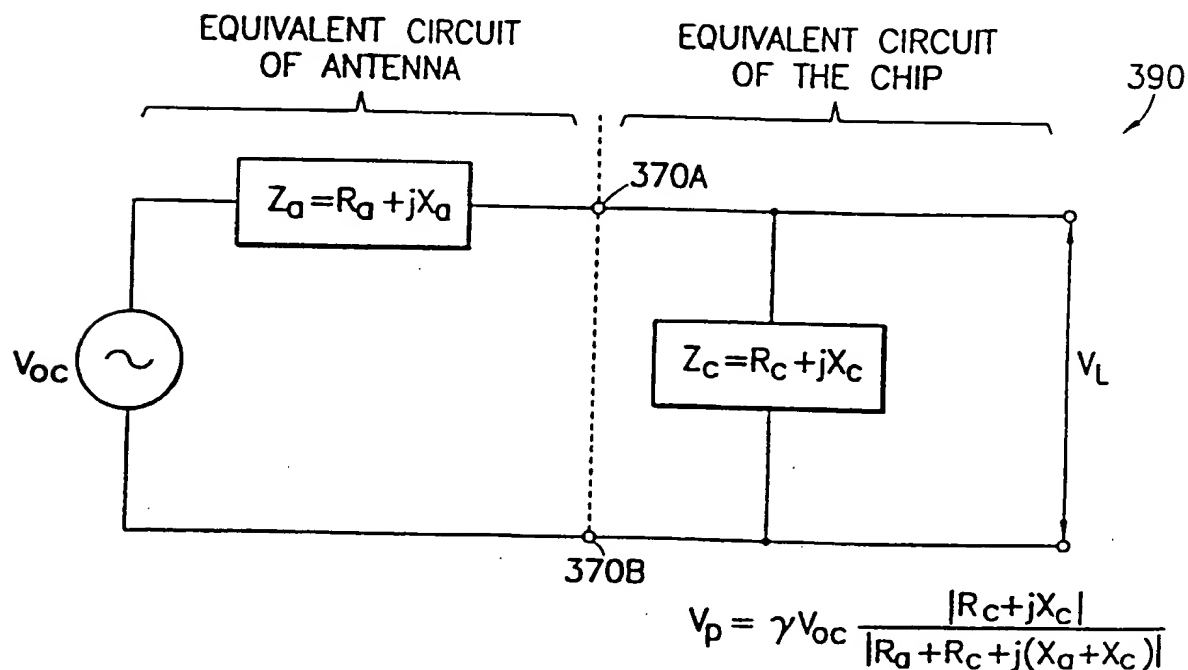 EQUIVALENT CIRCUIT
OF ANTENNA
EQUIVALENT CIRCUIT
OF THE CHIP
390
Za=Ra+jXa
370A
Voc
Zc=Rc+jXc
VL
370B
Vp = γVoc |Rc+jXc| / |Ra+Rc+j(Xa+Xc)|